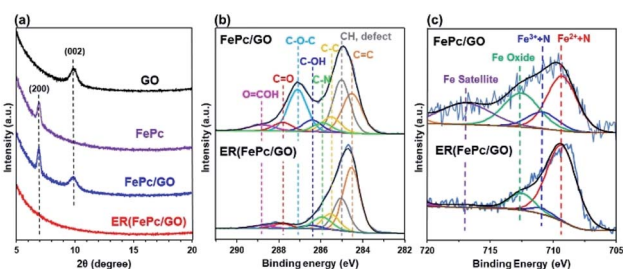 (a)
(002)
GO
(200)
FePc
FePc/GO
ER(FePc/GO)
Intensity (a.u.)
5 10 15 20
2θ (degree)
(b)
FePc/GO
CH, defect
C-O-C
C-C
C-OH
C=C
C=O
C-N
O=COH
ER(FePc/GO)
Intensity (a.u.)
290 288 286 284 282
Binding energy (eV)
(c)
Fe³⁺+N Fe²⁺+N
FePc/GO
Fe Oxide
Fe Satellite
ER(FePc/GO)
Intensity (a.u.)
720 715 710 705
Binding energy (eV)